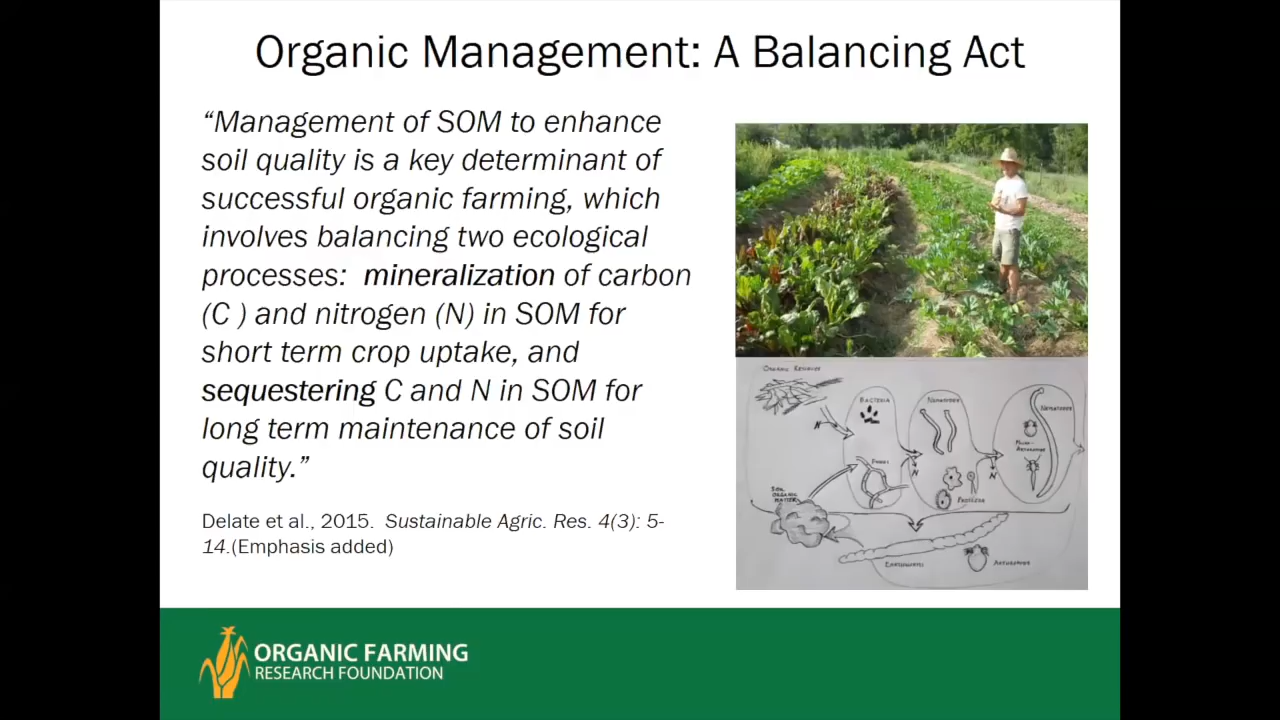 Organic Management: A Balancing Act
“Management of SOM to enhance
soil quality is a key determinant of
successful organic farming, which
involves balancing two ecological
processes:  mineralization of carbon
(C ) and nitrogen (N) in SOM for
short term crop uptake, and
sequestering C and N in SOM for
long term maintenance of soil
quality.”
Delate et al., 2015.  Sustainable Agric. Res. 4(3): 5-
14.(Emphasis added)
ORGANIC RESIDUES
BACTERIA
NEMATODES
NEMATODES
N
MICRO-
ARTHROPODS
FUNGI
N
N
PROTOZOA
SOIL
ORGANIC
MATTER
EARTHWORMS
ARTHROPODS
ORGANIC FARMING
RESEARCH FOUNDATION